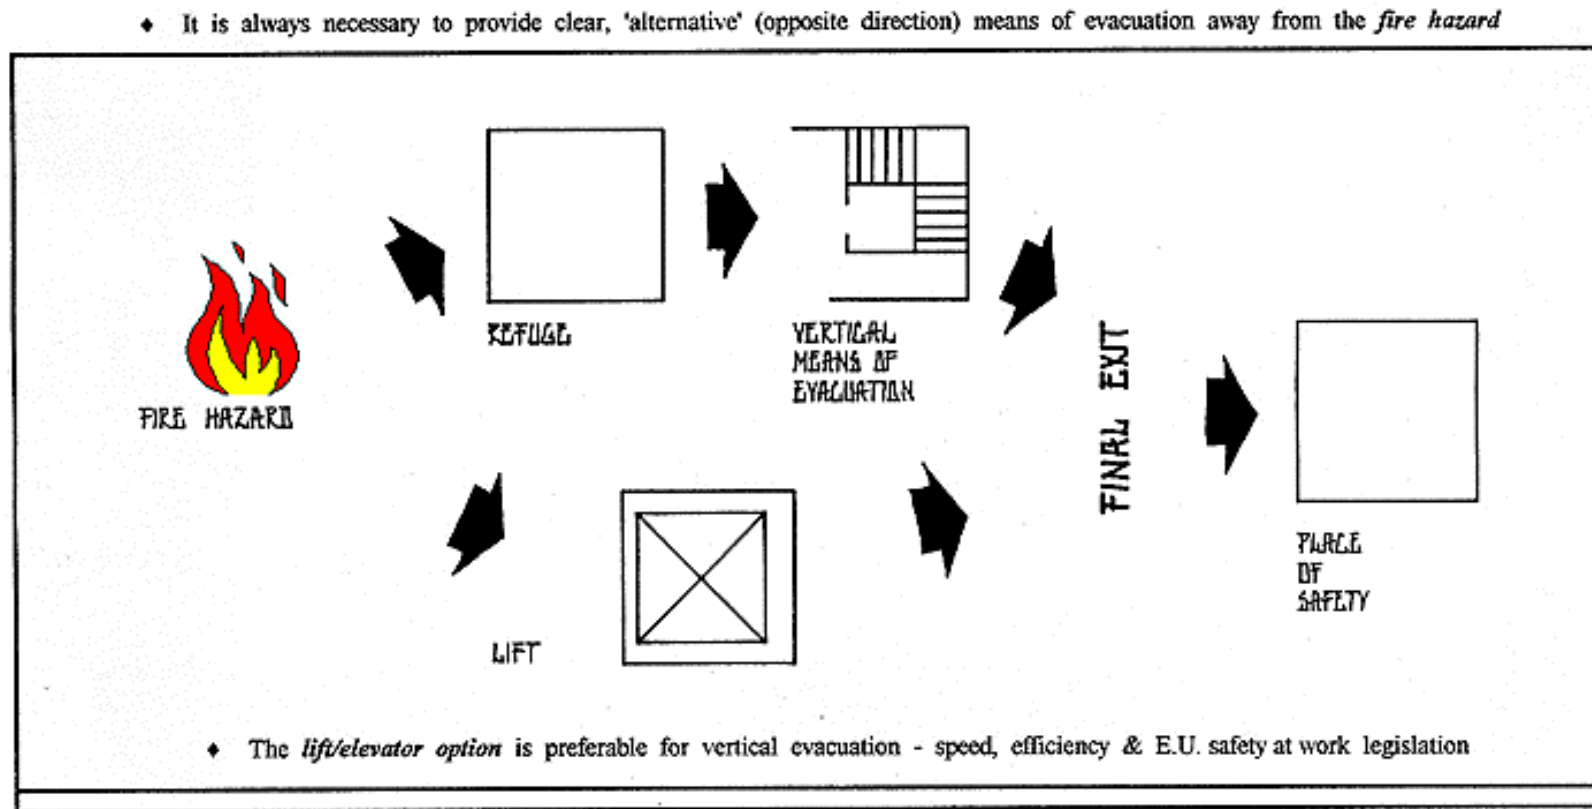 ♦ It is always necessary to provide clear, 'alternative' (opposite direction) means of evacuation away from the fire hazard
FIRE HAZARD
REFUGE
VERTICAL
MEANS OF
EVACUATION
LIFT
FINAL EXIT
PLACE
OF
SAFETY
♦ The lift/elevator option is preferable for vertical evacuation - speed, efficiency & E.U. safety at work legislation